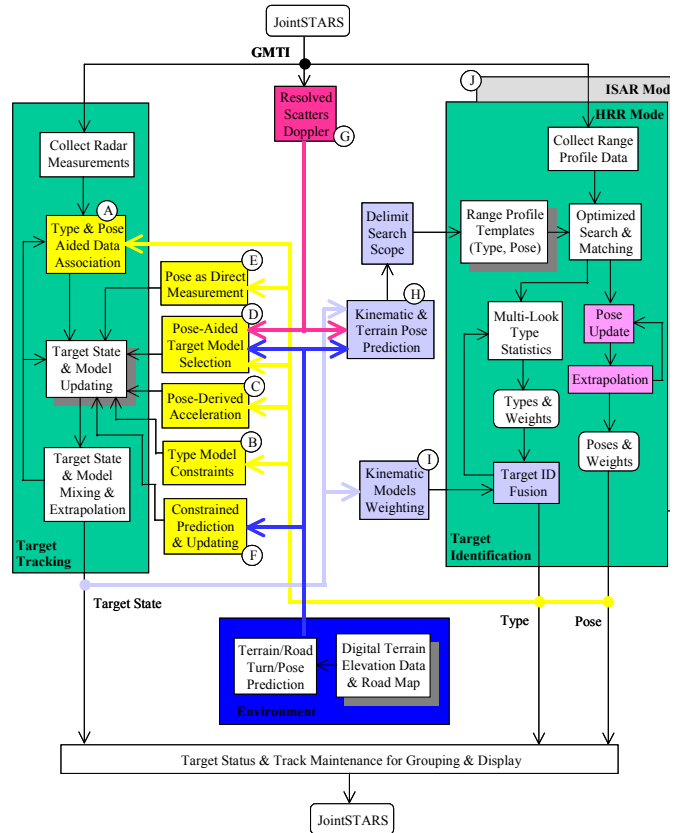 JointSTARS
GMTI
J
ISAR Mod
HRR Mode
Resolved
Scatters
Doppler
G
Collect Radar
Measurements
Collect Range
Profile Data
A
Type & Pose
Aided Data
Association
Delimit
Search
Scope
Range Profile
Templates
(Type, Pose)
Optimized
Search &
Matching
E
Pose as Direct
Measurement
H
Kinematic &
Terrain Pose
Prediction
D
Pose-Aided
Target Model
Selection
Multi-Look
Type
Statistics
Pose
Update
Target State
& Model
Updating
C
Pose-Derived
Acceleration
Extrapolation
Types &
Weights
B
Type Model
Constraints
Poses &
Weights
Target State
& Model
Mixing &
Extrapolation
I
Kinematic
Models
Weighting
Target ID
Fusion
Constrained
Prediction
& Updating
F
Target
Tracking
Target
Identification
Target State
Type
Pose
Terrain/Road
Turn/Pose
Prediction
Digital Terrain
Elevation Data
& Road Map
Environment
Target Status & Track Maintenance for Grouping & Display
JointSTARS